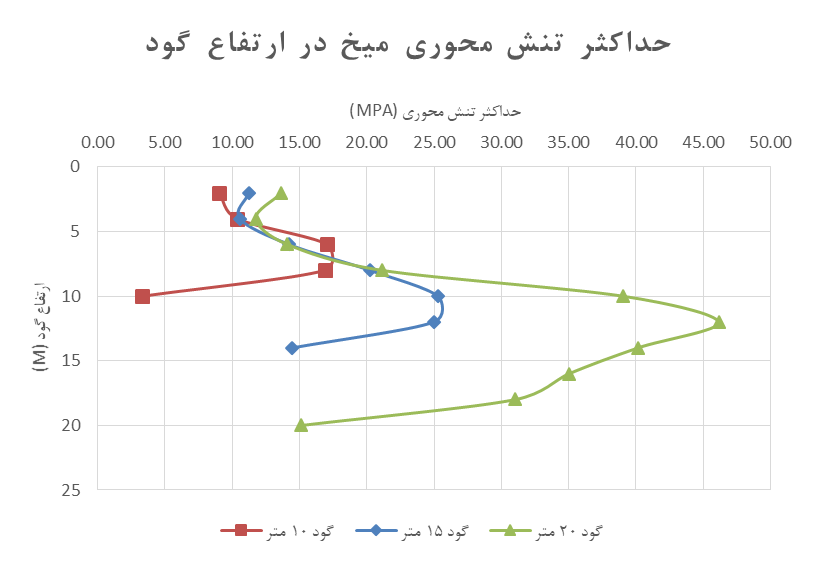 حداکثر تنش محوری میخ در ارتفاع گود
حداکثر تنش محوری (MPA)
0.00 5.00 10.00 15.00 20.00 25.00 30.00 35.00 40.00 45.00 50.00
0
5
10
15
20
25
ارتفاع گود (M)
گود ۱۰ متر گود ۱۵ متر گود ۲۰ متر